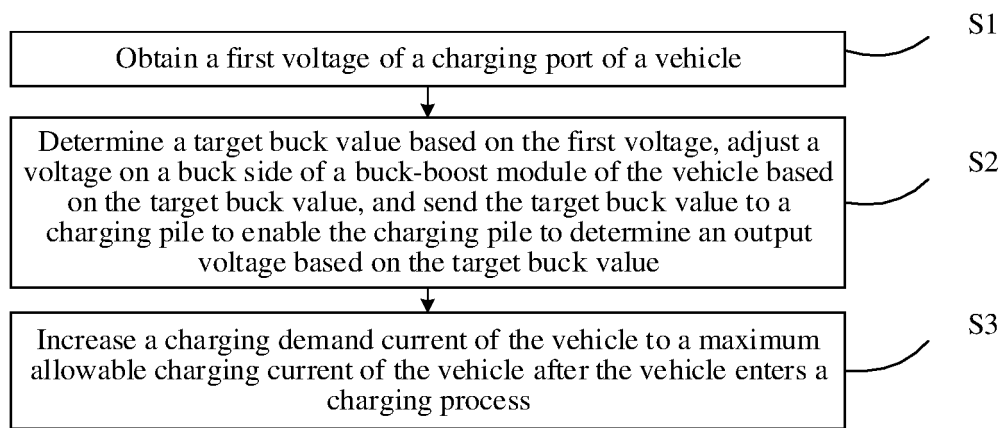 S1
Obtain a first voltage of a charging port of a vehicle
Determine a target buck value based on the first voltage, adjust a
voltage on a buck side of a buck-boost module of the vehicle based
on the target buck value, and send the target buck value to a
charging pile to enable the charging pile to determine an output
voltage based on the target buck value
S2
Increase a charging demand current of the vehicle to a maximum
allowable charging current of the vehicle after the vehicle enters a
charging process
S3